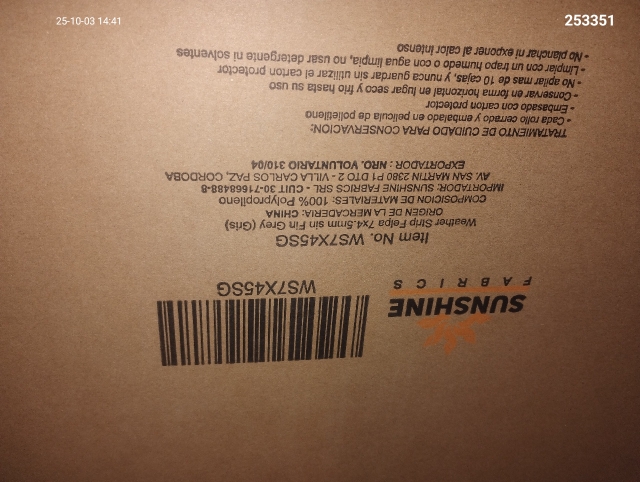 25-10-03 14:41
253351
SUNSHINE
FABRICS
WS7X45SG
Item No. WS7X45SG
Weather Strip Felpa 7x4.5mm sin Fin Grey (Gris)
ORIGEN DE LA MERCADERIA: CHINA
COMPOSICION DE MATERIALES: 100% Polypropileno
IMPORTADOR: SUNSHINE FABRICS SRL - CUIT 30-71668488-8
AV. SAN MARTIN 2380 P1 DTO 2 - VILLA CARLOS PAZ, CORDOBA
EXPORTADOR: NRO. VOLUNTARIO 310/04
TRATAMIENTO DE CUIDADO PARA CONSERVACION:
- Cada rollo cerrado y embalado en pelicula de polietileno
- Embasado con carton protector
- Conservar en forma horizontal en lugar seco y frio hasta su uso
- No apilar mas de 10 cajas, y nunca guardar sin utilizar el carton protector
- Limpiar con un trapo humedo o con agua limpia, no usar detergente ni solventes
- No planchar ni exponer al calor intenso